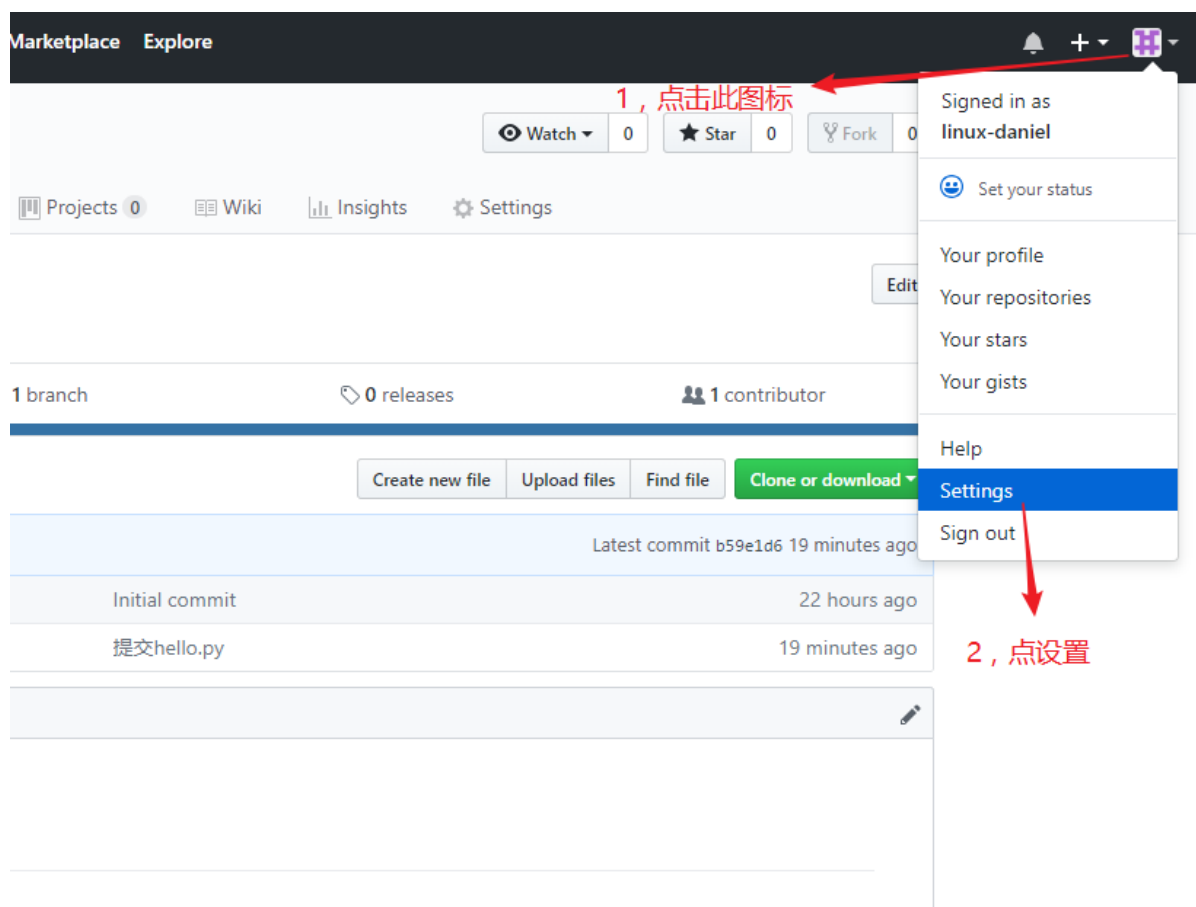 Marketplace Explore
1，点击此图标
Signed in as
linux-daniel
Watch 0 Star 0 Fork 0
Set your status
Projects 0 Wiki Insights Settings
Your profile
Edit
Your repositories
Your stars
Your gists
1 branch 0 releases 1 contributor
Help
Create new file Upload files Find file Clone or download
Settings
Sign out
Latest commit b59e1d6 19 minutes ago
Initial commit 22 hours ago
提交hello.py 19 minutes ago
2，点设置